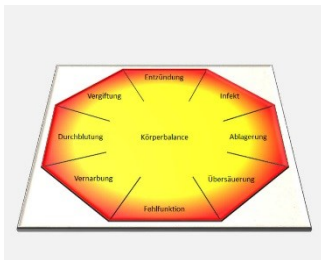 Entzündung
Vergiftung
Infekt
Durchblutung
Körperbalance
Ablagerung
Vernarbung
Übersäuerung
Fehlfunktion